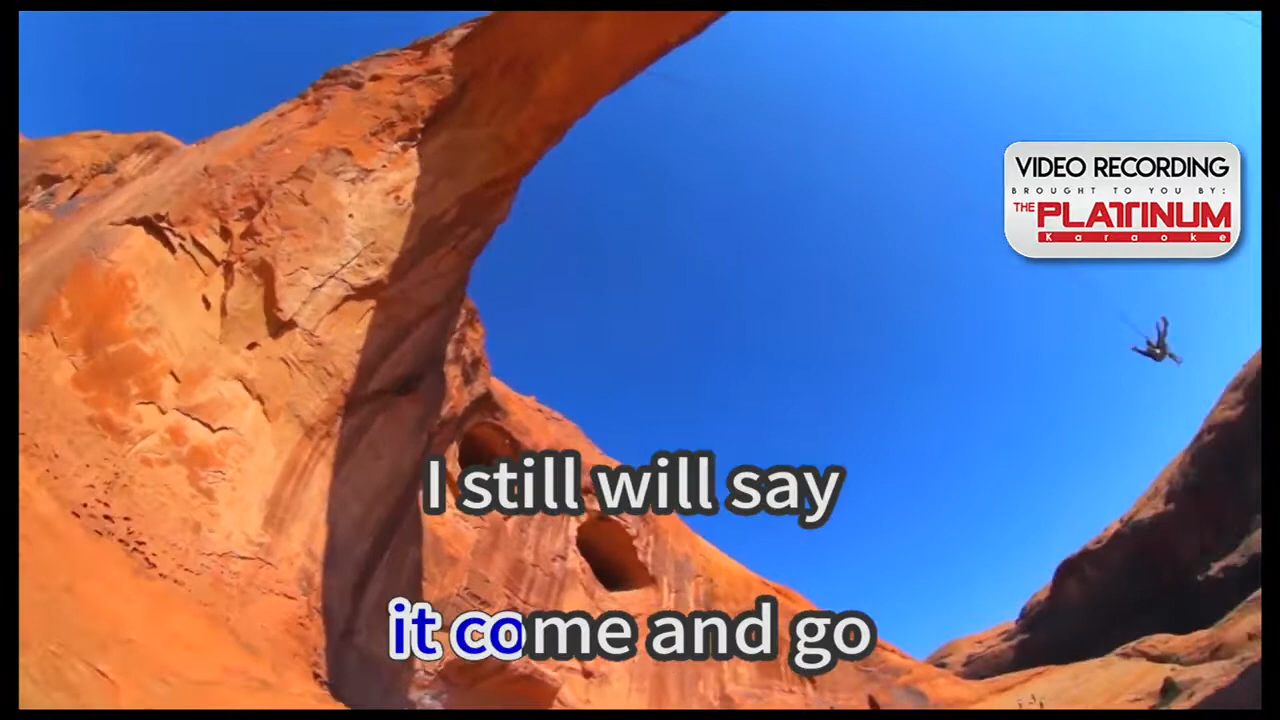 VIDEO RECORDING
BROUGHT TO YOU BY:
THE PLATINUM
Karaoke
I still will say
it come and go